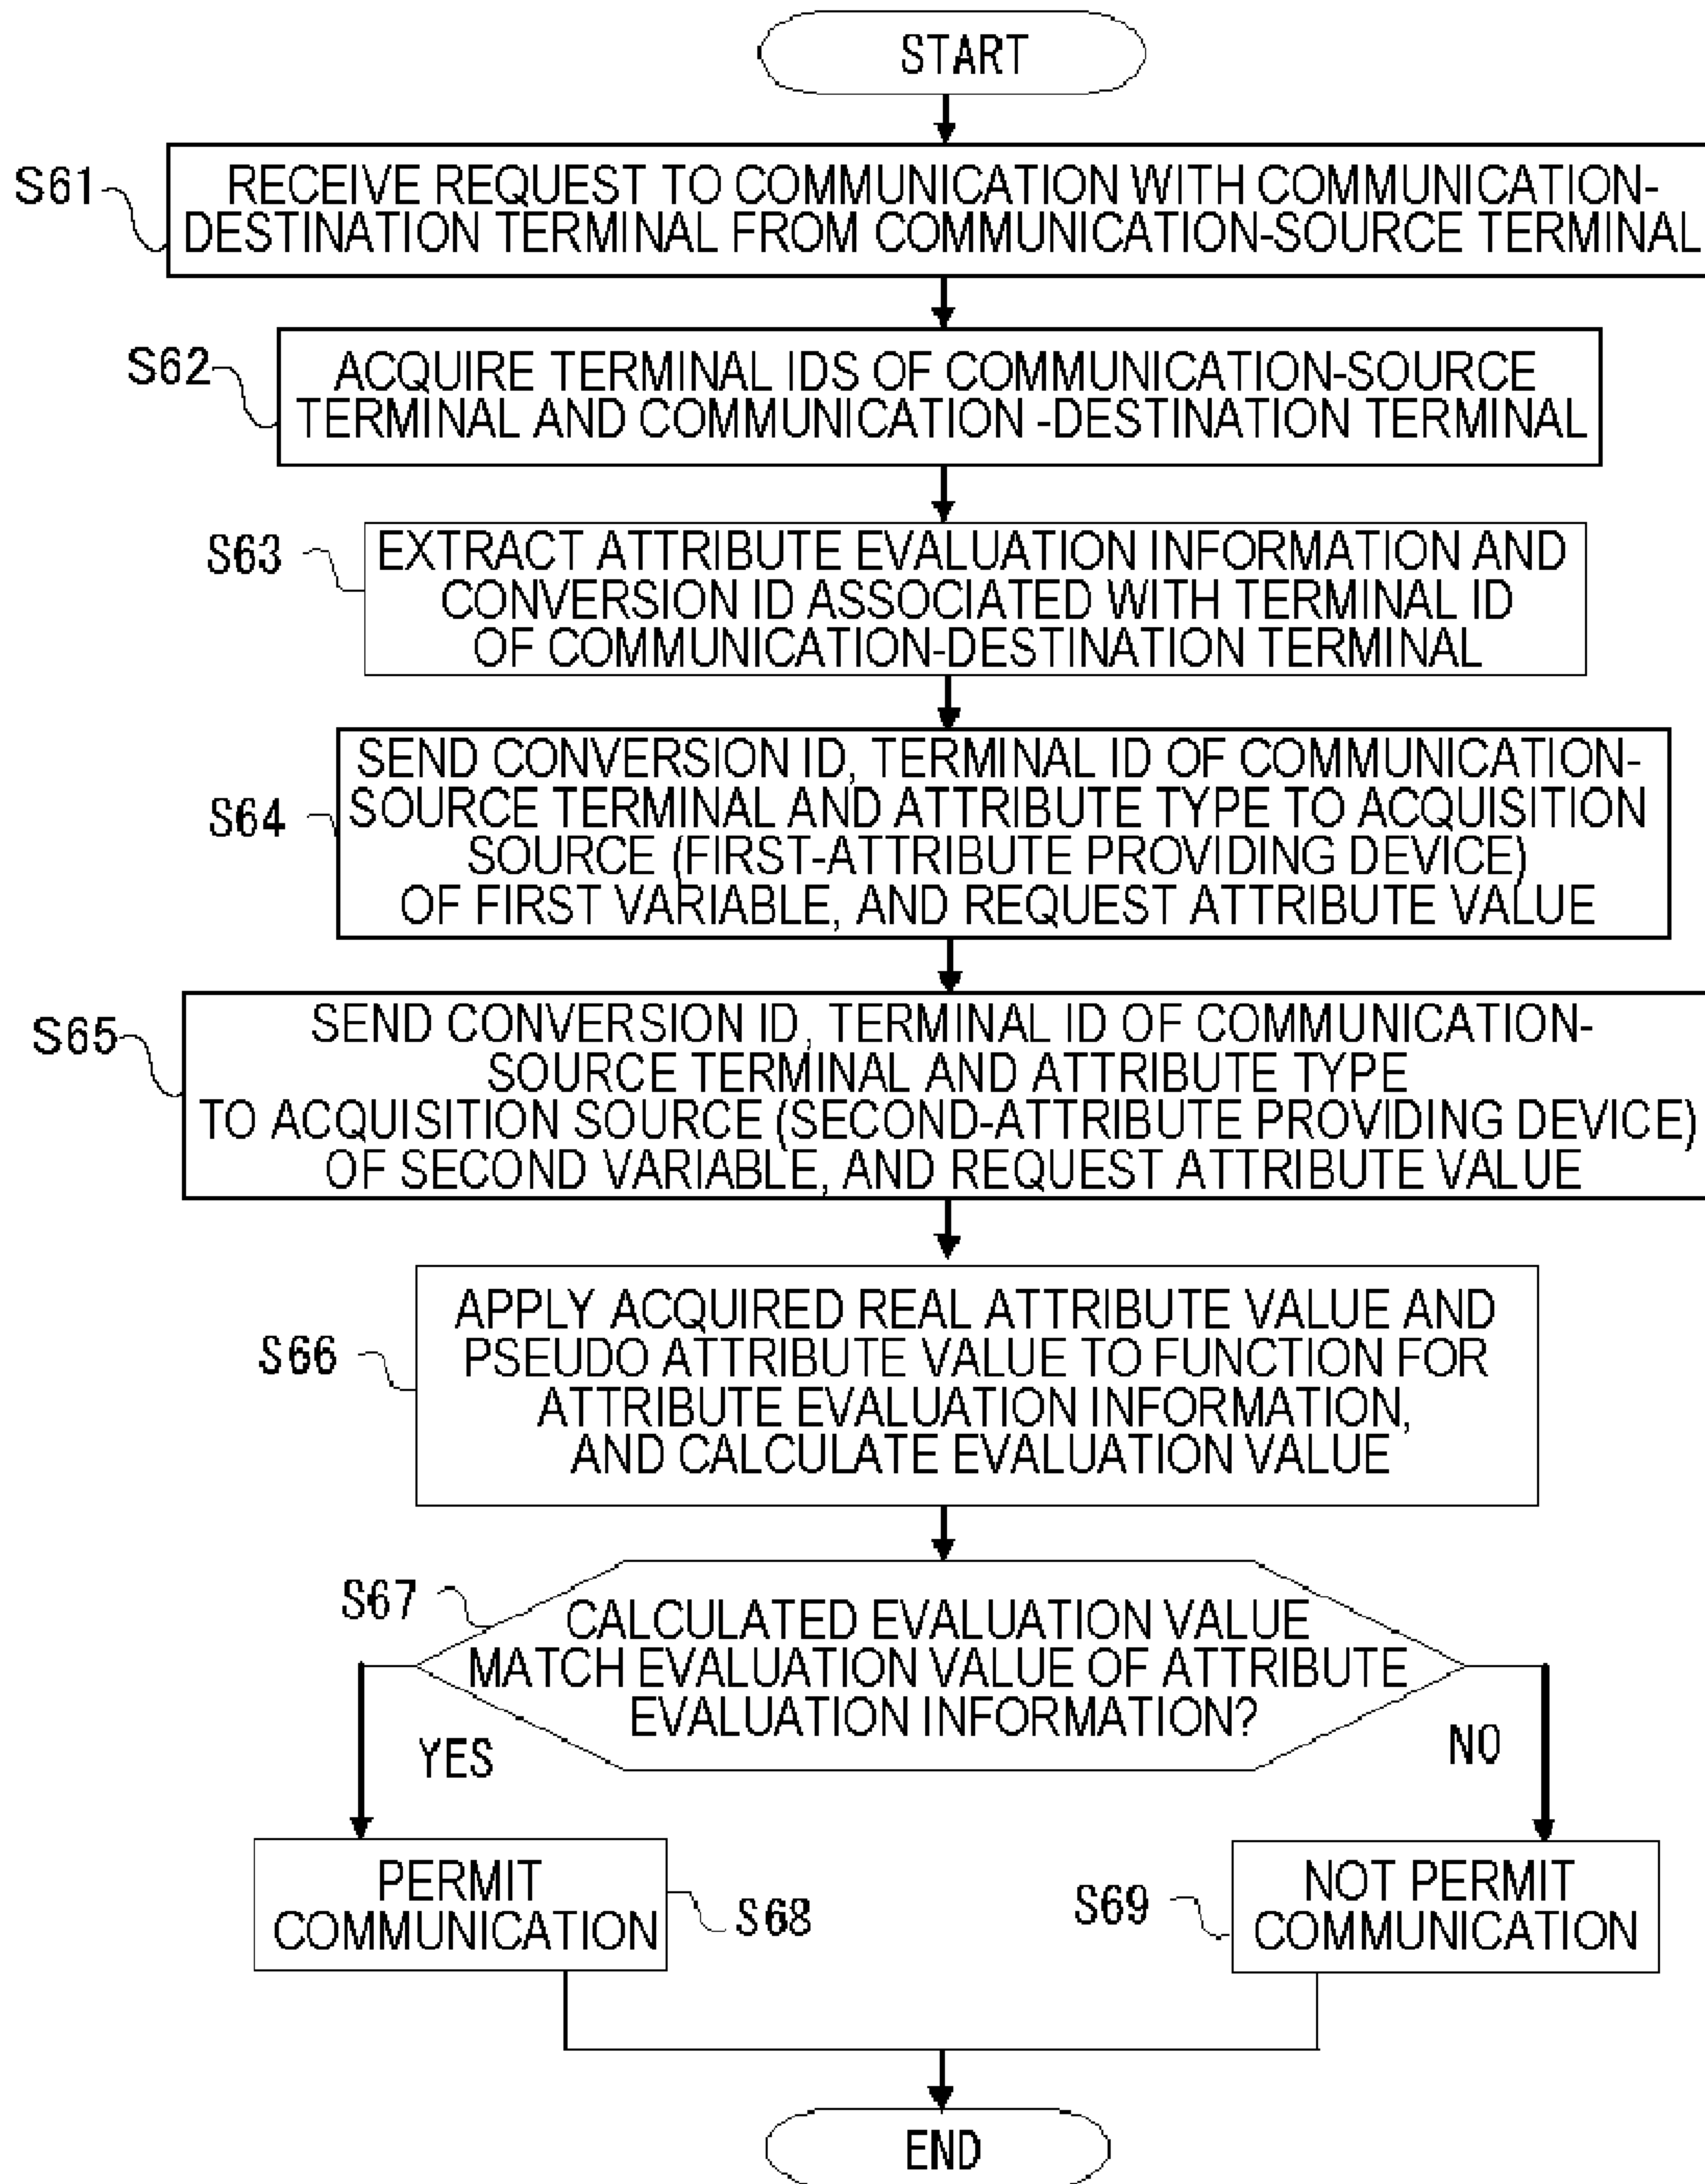 START
S61
RECEIVE REQUEST TO COMMUNICATION WITH COMMUNICATION-
DESTINATION TERMINAL FROM COMMUNICATION-SOURCE TERMINAL
S62
ACQUIRE TERMINAL IDS OF COMMUNICATION-SOURCE
TERMINAL AND COMMUNICATION -DESTINATION TERMINAL
S63
EXTRACT ATTRIBUTE EVALUATION INFORMATION AND
CONVERSION ID ASSOCIATED WITH TERMINAL ID
OF COMMUNICATION-DESTINATION TERMINAL
S64
SEND CONVERSION ID, TERMINAL ID OF COMMUNICATION-
SOURCE TERMINAL AND ATTRIBUTE TYPE TO ACQUISITION
SOURCE (FIRST-ATTRIBUTE PROVIDING DEVICE)
OF FIRST VARIABLE, AND REQUEST ATTRIBUTE VALUE
S65
SEND CONVERSION ID, TERMINAL ID OF COMMUNICATION-
SOURCE TERMINAL AND ATTRIBUTE TYPE
TO ACQUISITION SOURCE (SECOND-ATTRIBUTE PROVIDING DEVICE)
OF SECOND VARIABLE, AND REQUEST ATTRIBUTE VALUE
S66
APPLY ACQUIRED REAL ATTRIBUTE VALUE AND
PSEUDO ATTRIBUTE VALUE TO FUNCTION FOR
ATTRIBUTE EVALUATION INFORMATION,
AND CALCULATE EVALUATION VALUE
S67
CALCULATED EVALUATION VALUE
MATCH EVALUATION VALUE OF ATTRIBUTE
EVALUATION INFORMATION?
YES
NO
PERMIT
COMMUNICATION
S68
S69
NOT PERMIT
COMMUNICATION
END